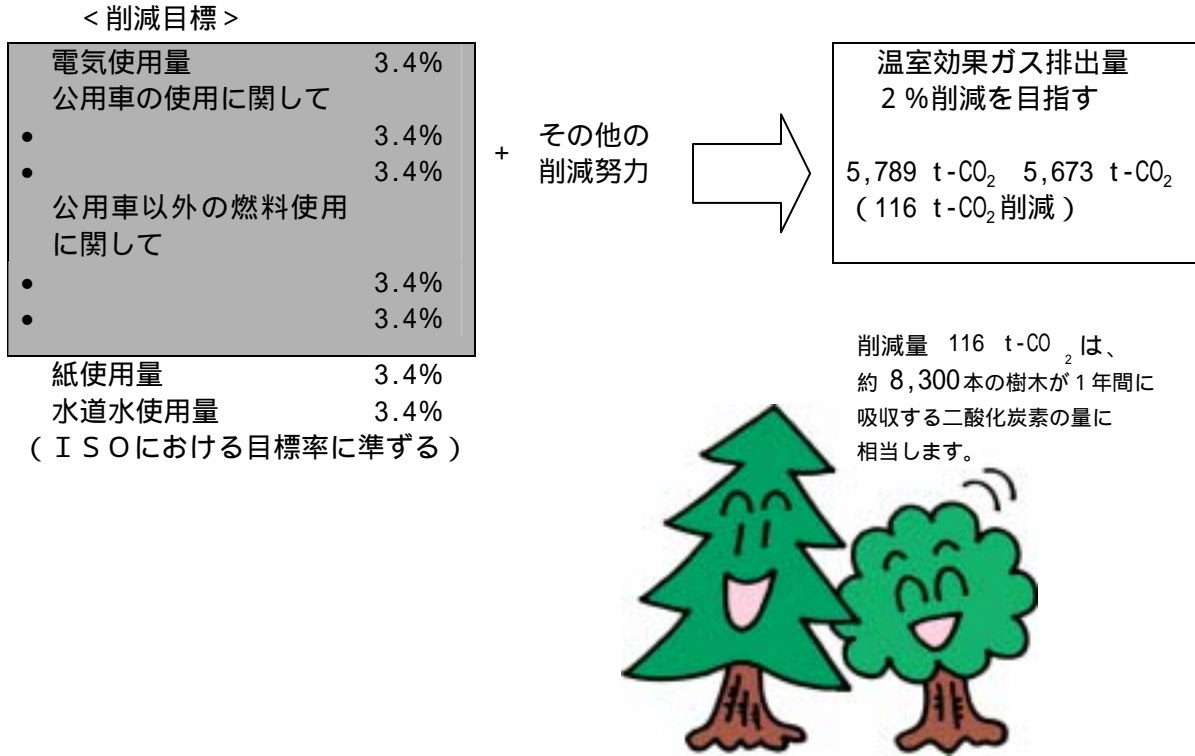 <削減目標>
電気使用量 3.4%
公用車の使用に関して
● 3.4%
● 3.4%
公用車以外の燃料使用
に関して
● 3.4%
● 3.4%
紙使用量 3.4%
水道水使用量 3.4%
(ISOにおける目標率に準ずる)
+
その他の
削減努力
温室効果ガス排出量
2%削減を目指す
5,789 t-CO₂ 5,673 t-CO₂
(116 t-CO₂削減)
削減量 116 t-CO₂は、
約 8,300本の樹木が1年間に
吸収する二酸化炭素の量に
相当します。